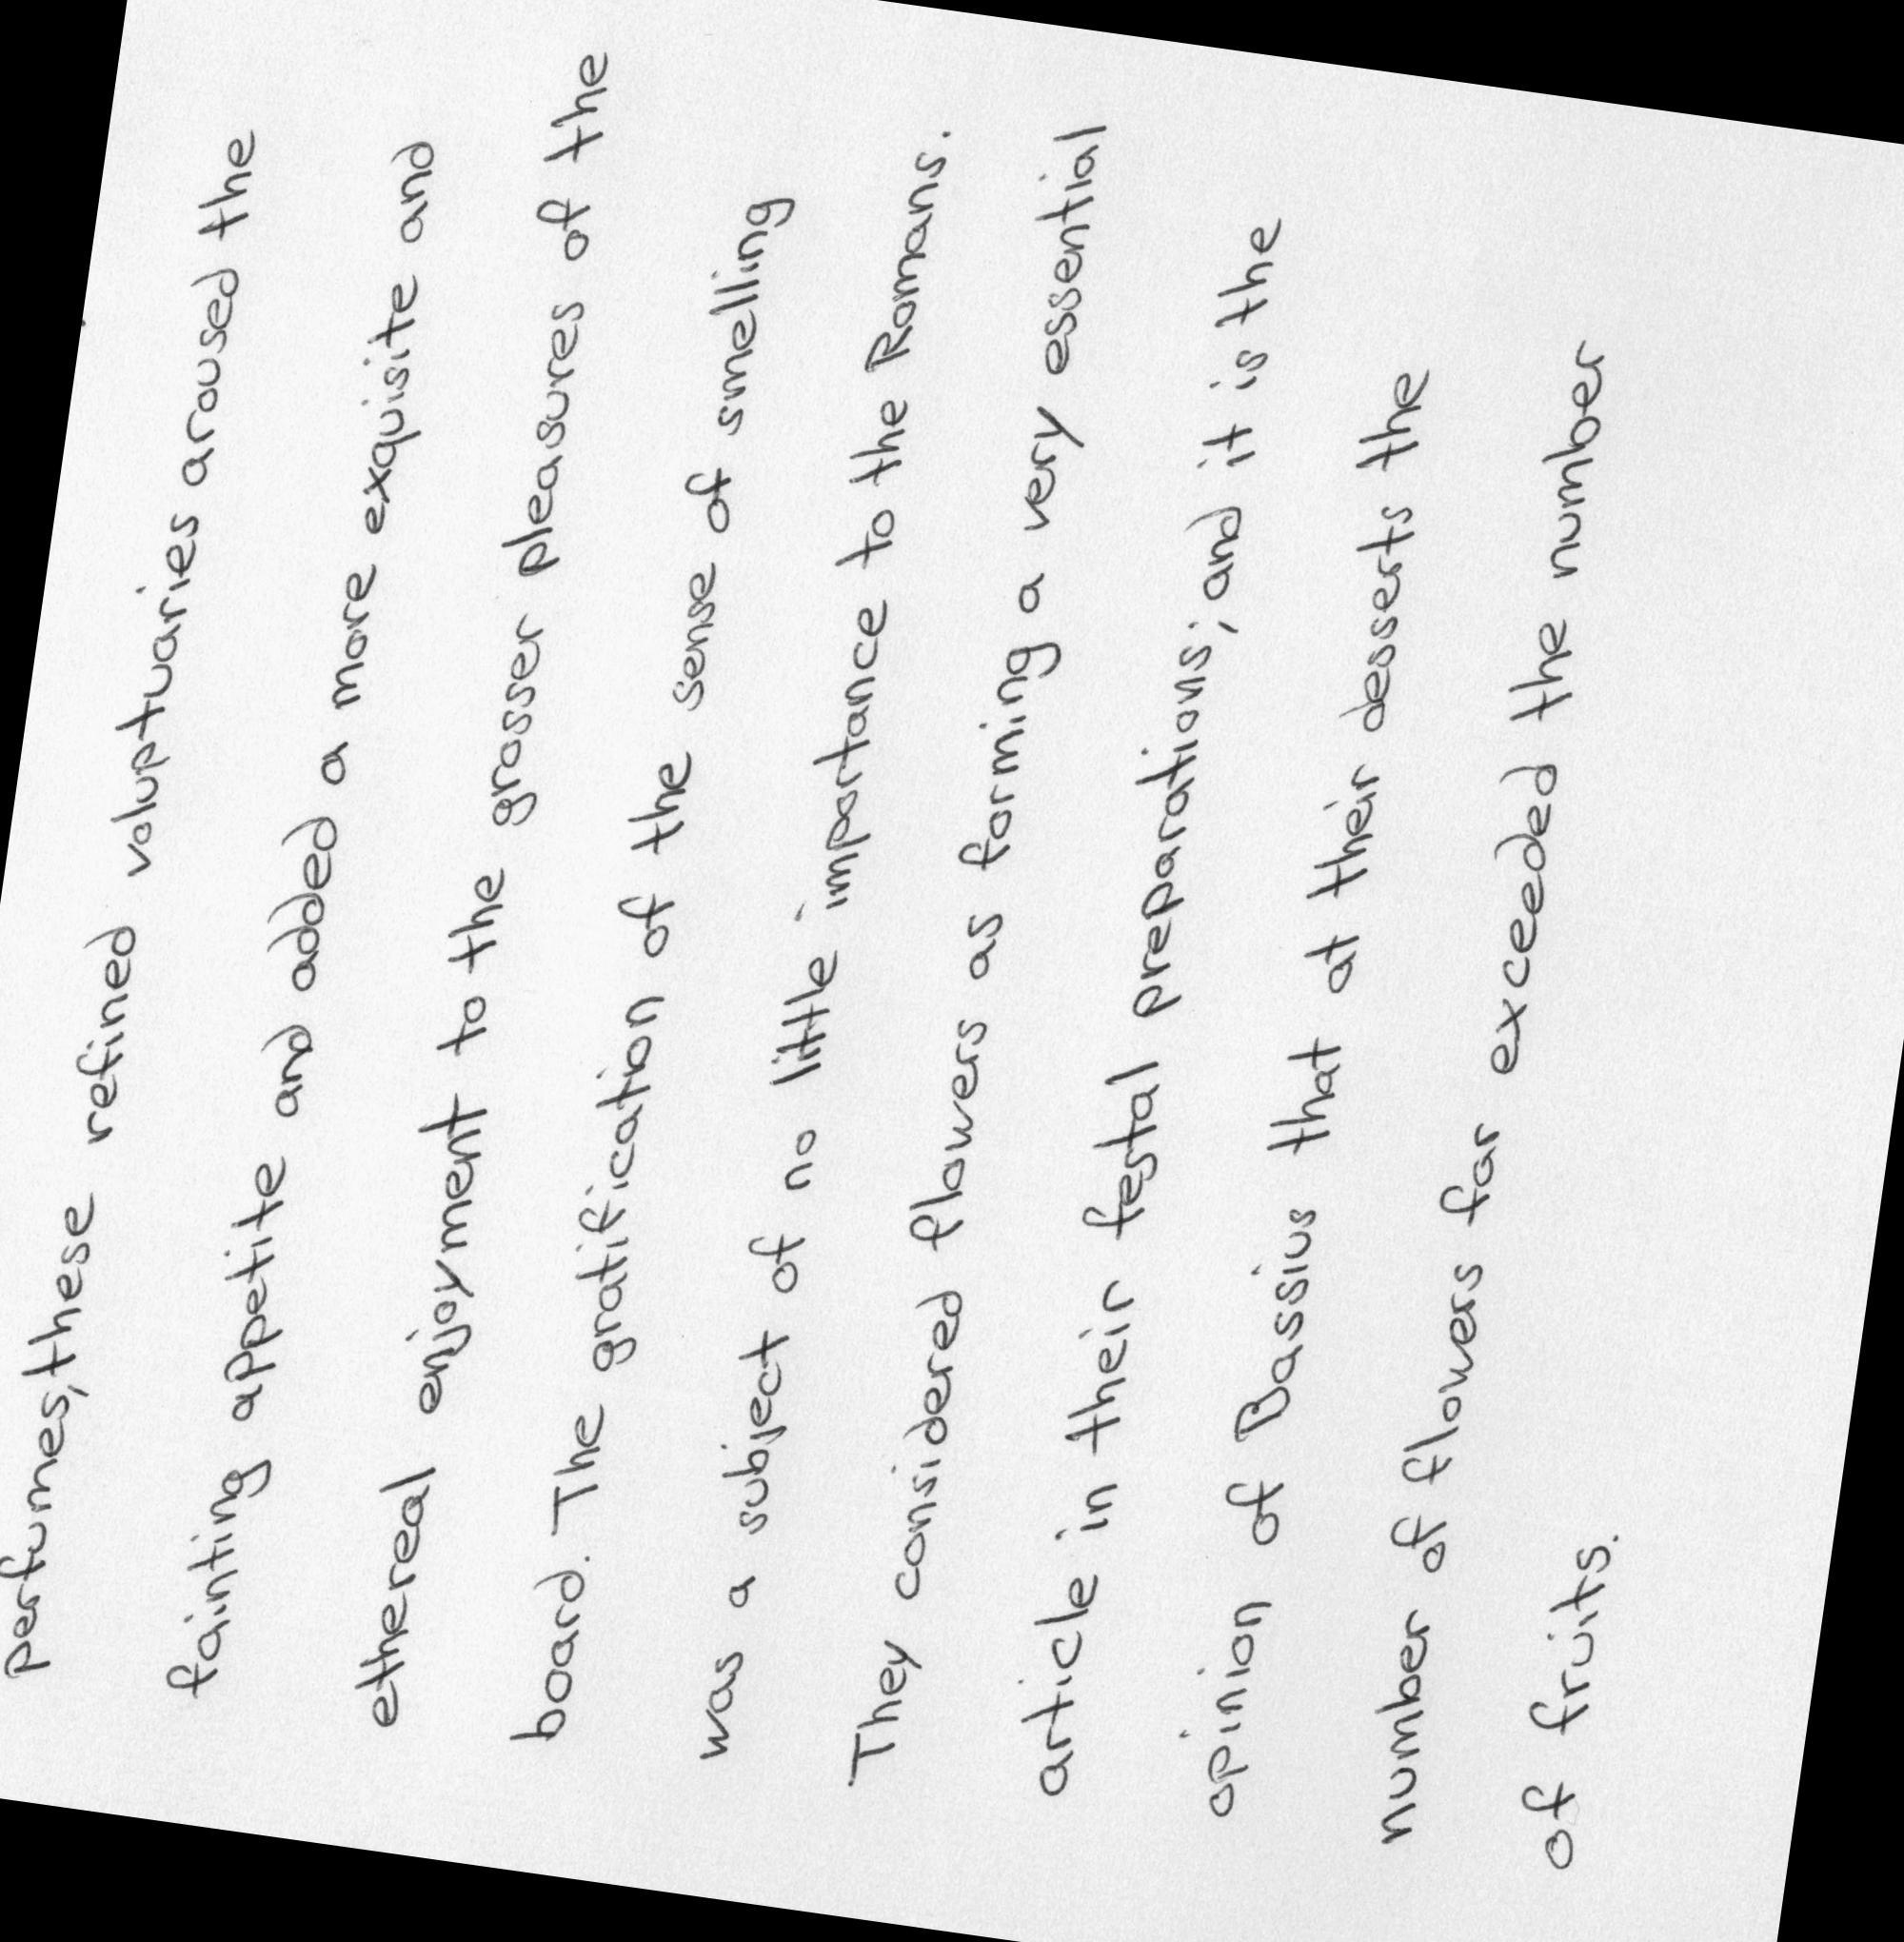 perfumes, these refined voluptuaries aroused the
fainting appetite and added a more exquisite and
ethereal enjoyment to the grosser pleasures of the
board. The gratification of the sense of smelling
was a subject of no little importance to the Romans.
They considered flowers as forming a very essential
article in their festal preparations; and it is the
opinion of Bassius that at their desserts the
number of flowers far exceeded the number
of fruits.